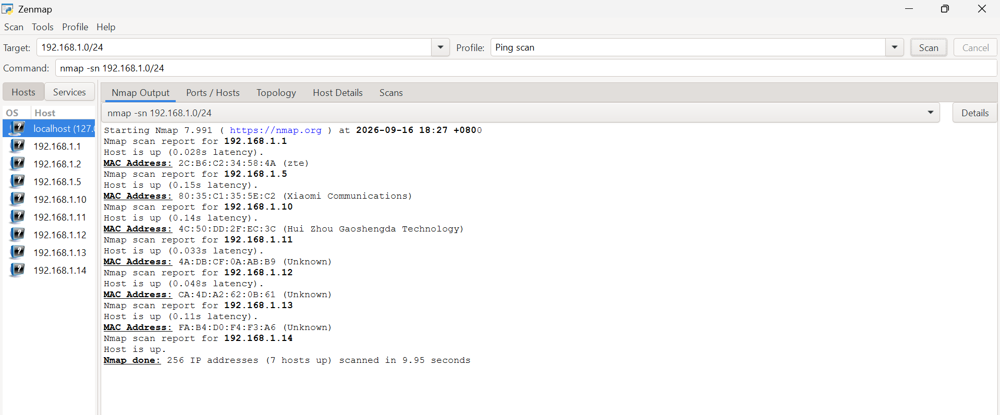 Zenmap
Scan Tools Profile Help
Target: 192.168.1.0/24 Profile: Ping scan Scan Cancel
Command: nmap -sn 192.168.1.0/24
Hosts Services
Nmap Output Ports / Hosts Topology Host Details Scans
OS Host
nmap -sn 192.168.1.0/24 Details
localhost (127.
192.168.1.1
192.168.1.2
192.168.1.5
192.168.1.10
192.168.1.11
192.168.1.12
192.168.1.13
192.168.1.14
Starting Nmap 7.991 ( https://nmap.org ) at 2026-09-16 18:27 +0800
Nmap scan report for 192.168.1.1
Host is up (0.028s latency).
MAC Address: 2C:B6:C2:34:58:4A (zte)
Nmap scan report for 192.168.1.5
Host is up (0.15s latency).
MAC Address: 80:35:C1:35:5E:C2 (Xiaomi Communications)
Nmap scan report for 192.168.1.10
Host is up (0.14s latency).
MAC Address: 4C:50:DD:2F:EC:3C (Hui Zhou Gaoshengda Technology)
Nmap scan report for 192.168.1.11
Host is up (0.033s latency).
MAC Address: 4A:DB:CF:0A:AB:B9 (Unknown)
Nmap scan report for 192.168.1.12
Host is up (0.048s latency).
MAC Address: CA:4D:A2:62:0B:61 (Unknown)
Nmap scan report for 192.168.1.13
Host is up (0.11s latency).
MAC Address: FA:B4:D0:F4:F3:A6 (Unknown)
Nmap scan report for 192.168.1.14
Host is up.
Nmap done: 256 IP addresses (7 hosts up) scanned in 9.95 seconds